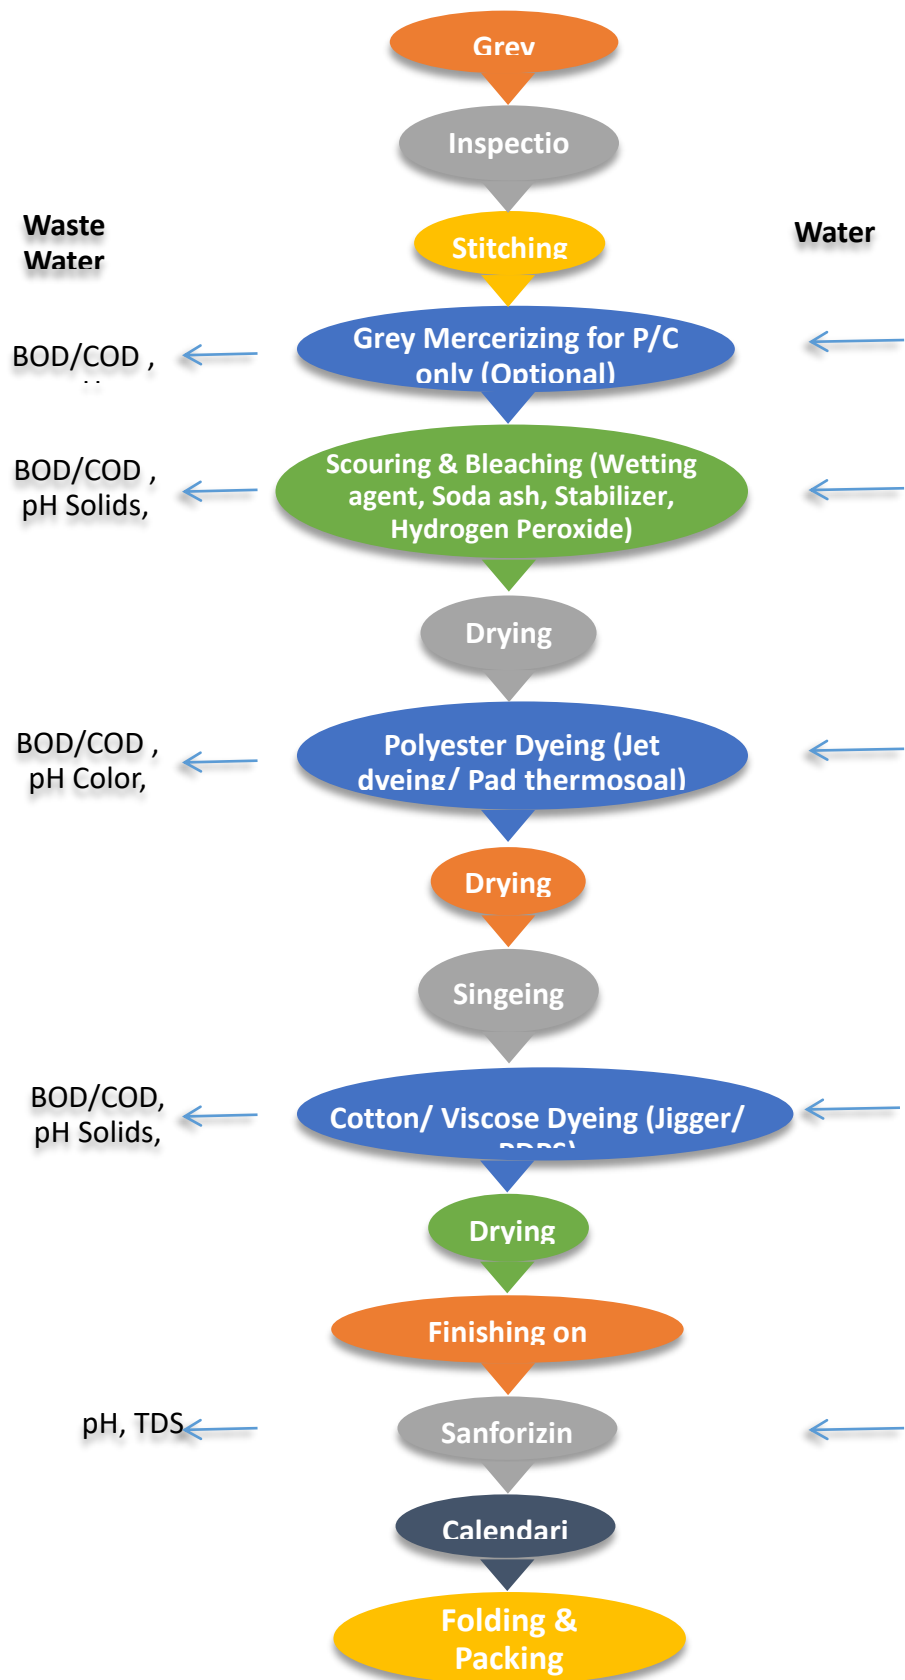 Grey
Inspectio
Waste
Water
Stitching
Water
Grey Mercerizing for P/C
only (Optional)
BOD/COD ,
Scouring & Bleaching (Wetting
agent, Soda ash, Stabilizer,
Hydrogen Peroxide)
BOD/COD ,
pH Solids,
Drying
Polyester Dyeing (Jet
dyeing/ Pad thermosoal)
BOD/COD ,
pH Color,
Drying
Singeing
BOD/COD,
pH Solids,
Cotton/ Viscose Dyeing (Jigger/
Drying
Finishing on
pH, TDS
Sanforizin
Calendari
Folding &
Packing